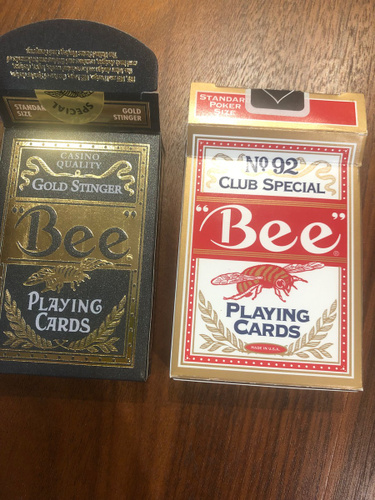 STANDARD
SIZE
SPECIAL
GOLD
STINGER
CASINO
QUALITY
GOLD STINGER
"Bee"
PLAYING
CARDS
STANDARD
POKER
SIZE
Nº 92
CLUB SPECIAL
"Bee"
®
PLAYING
CARDS
MADE IN U.S.A.